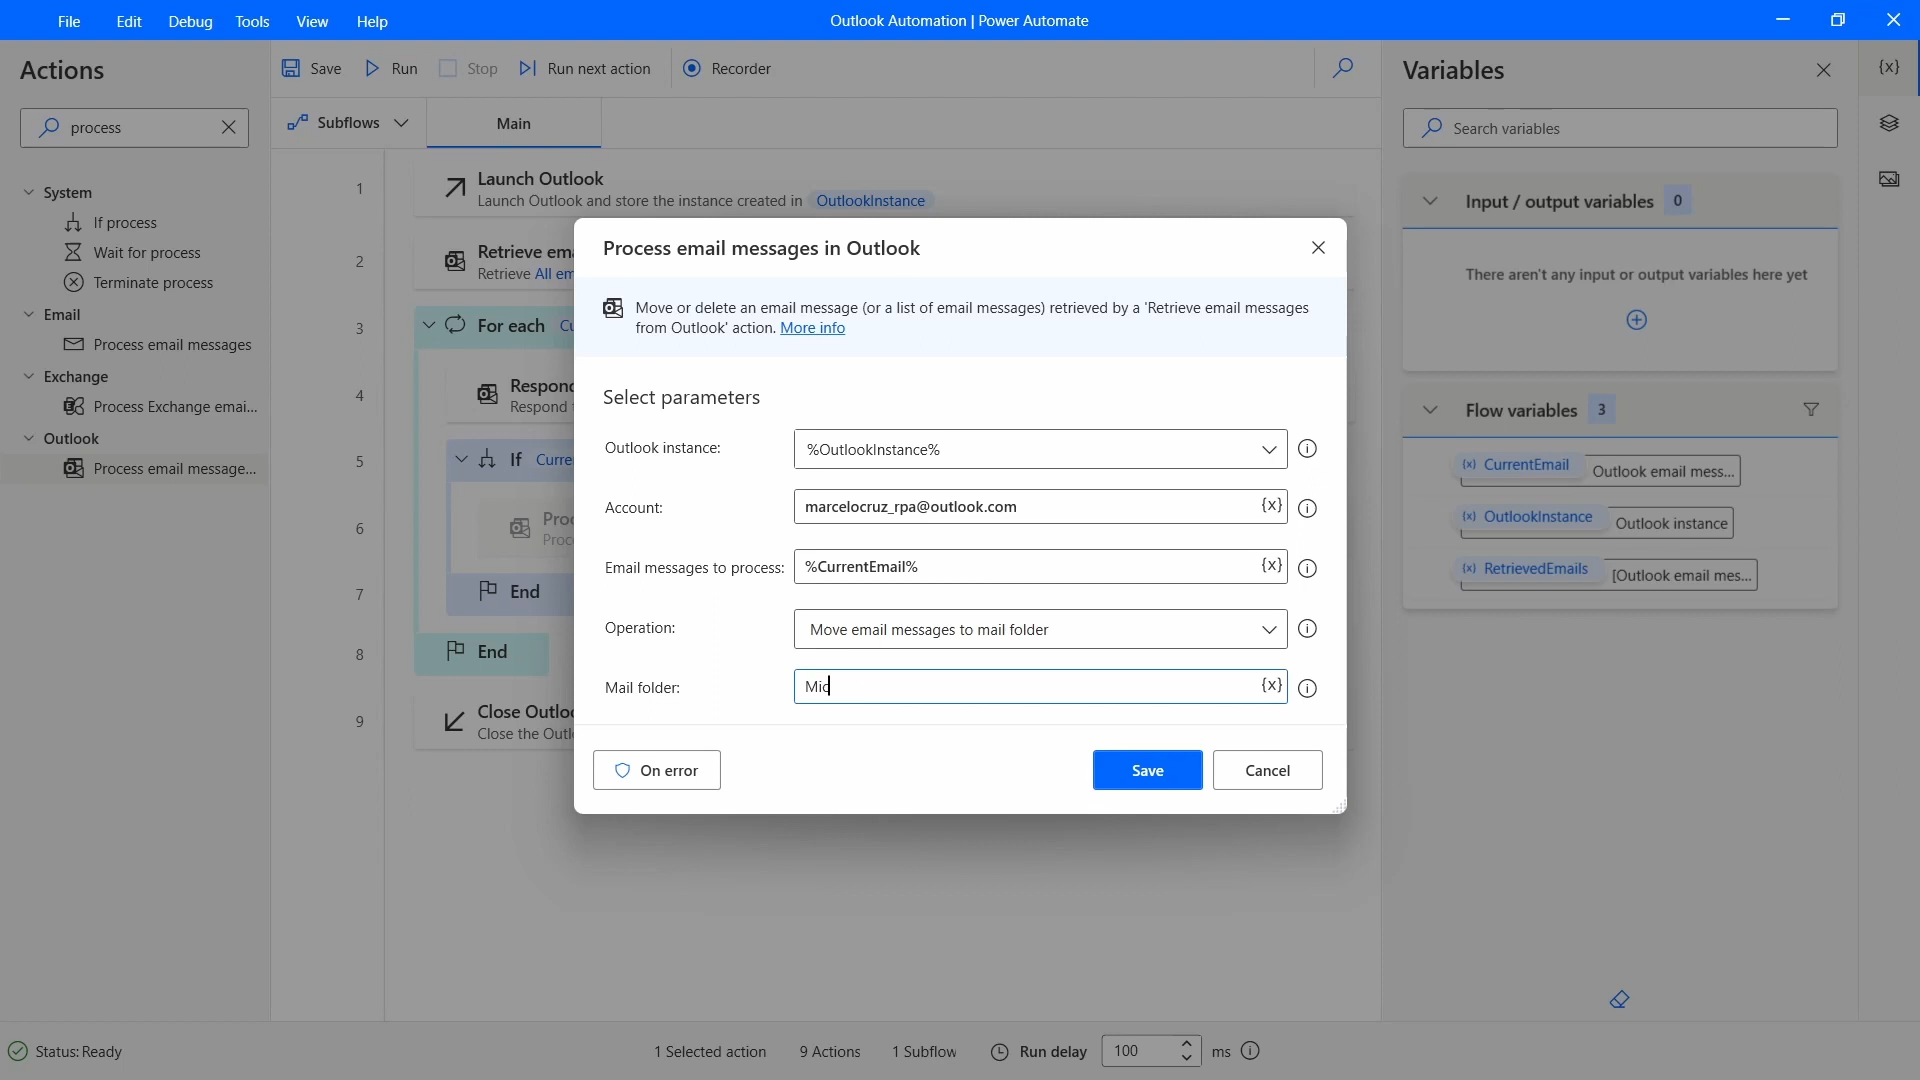 File Edit Debug Tools View Help
Outlook Automation | Power Automate
Actions
process
System
If process
Wait for process
Terminate process
Email
Process email messages
Exchange
Process Exchange emai...
Outlook
Process email message...
Save Run Stop Run next action Recorder
Subflows Main
1
Launch Outlook
Launch Outlook and store the instance created in OutlookInstance
2
Retrieve ema
Retrieve All em
3
For each Cu
4
Respond
Respond
5
If Curre
6
Proc
Proce
7
End
8
End
9
Close Outlo
Close the Outl
Process email messages in Outlook
Move or delete an email message (or a list of email messages) retrieved by a 'Retrieve email messages
from Outlook' action. More info
Select parameters
Outlook instance: %OutlookInstance%
Account: marcelocruz_rpa@outlook.com {x}
Email messages to process: %CurrentEmail% {x}
Operation: Move email messages to mail folder
Mail folder: Mic {x}
On error Save Cancel
Variables
{x}
Search variables
Input / output variables 0
There aren't any input or output variables here yet
Flow variables 3
(x) CurrentEmail Outlook email mess...
(x) OutlookInstance Outlook instance
(x) RetrievedEmails [Outlook email mes...
Status: Ready 1 Selected action 9 Actions 1 Subflow Run delay 100 ms